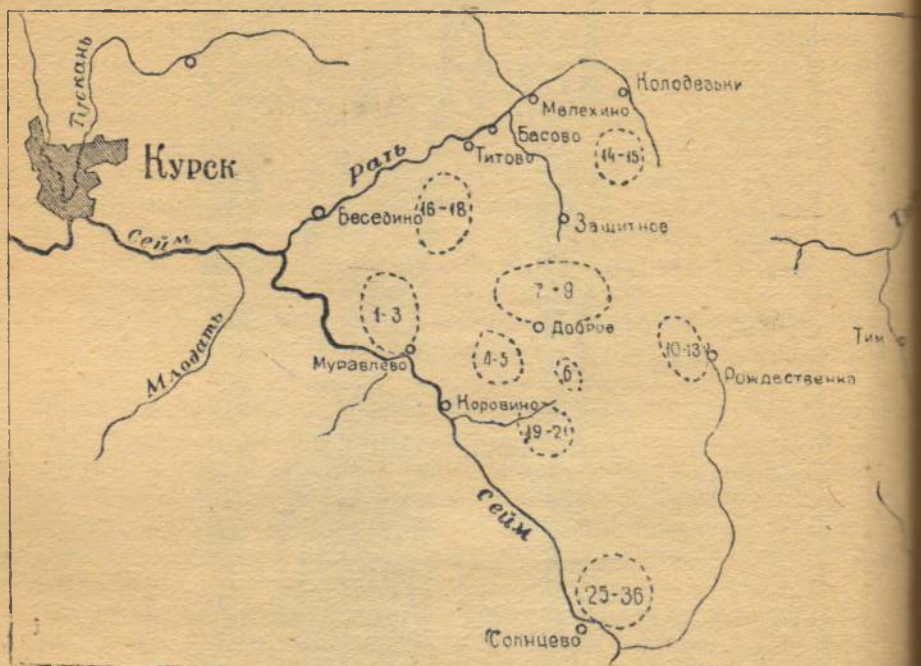 Тускань
Колодезьки
Мелехино
Басово
Титово
рать
14-15
Курск
Беседино
16-18
Защитное
Сейм
7-9
1-3
Доброе
Тим
4-5
10-13
Муравлево
6
Рождественка
Млодать
Коровино
19-21
Сейм
25-36
Солнцево